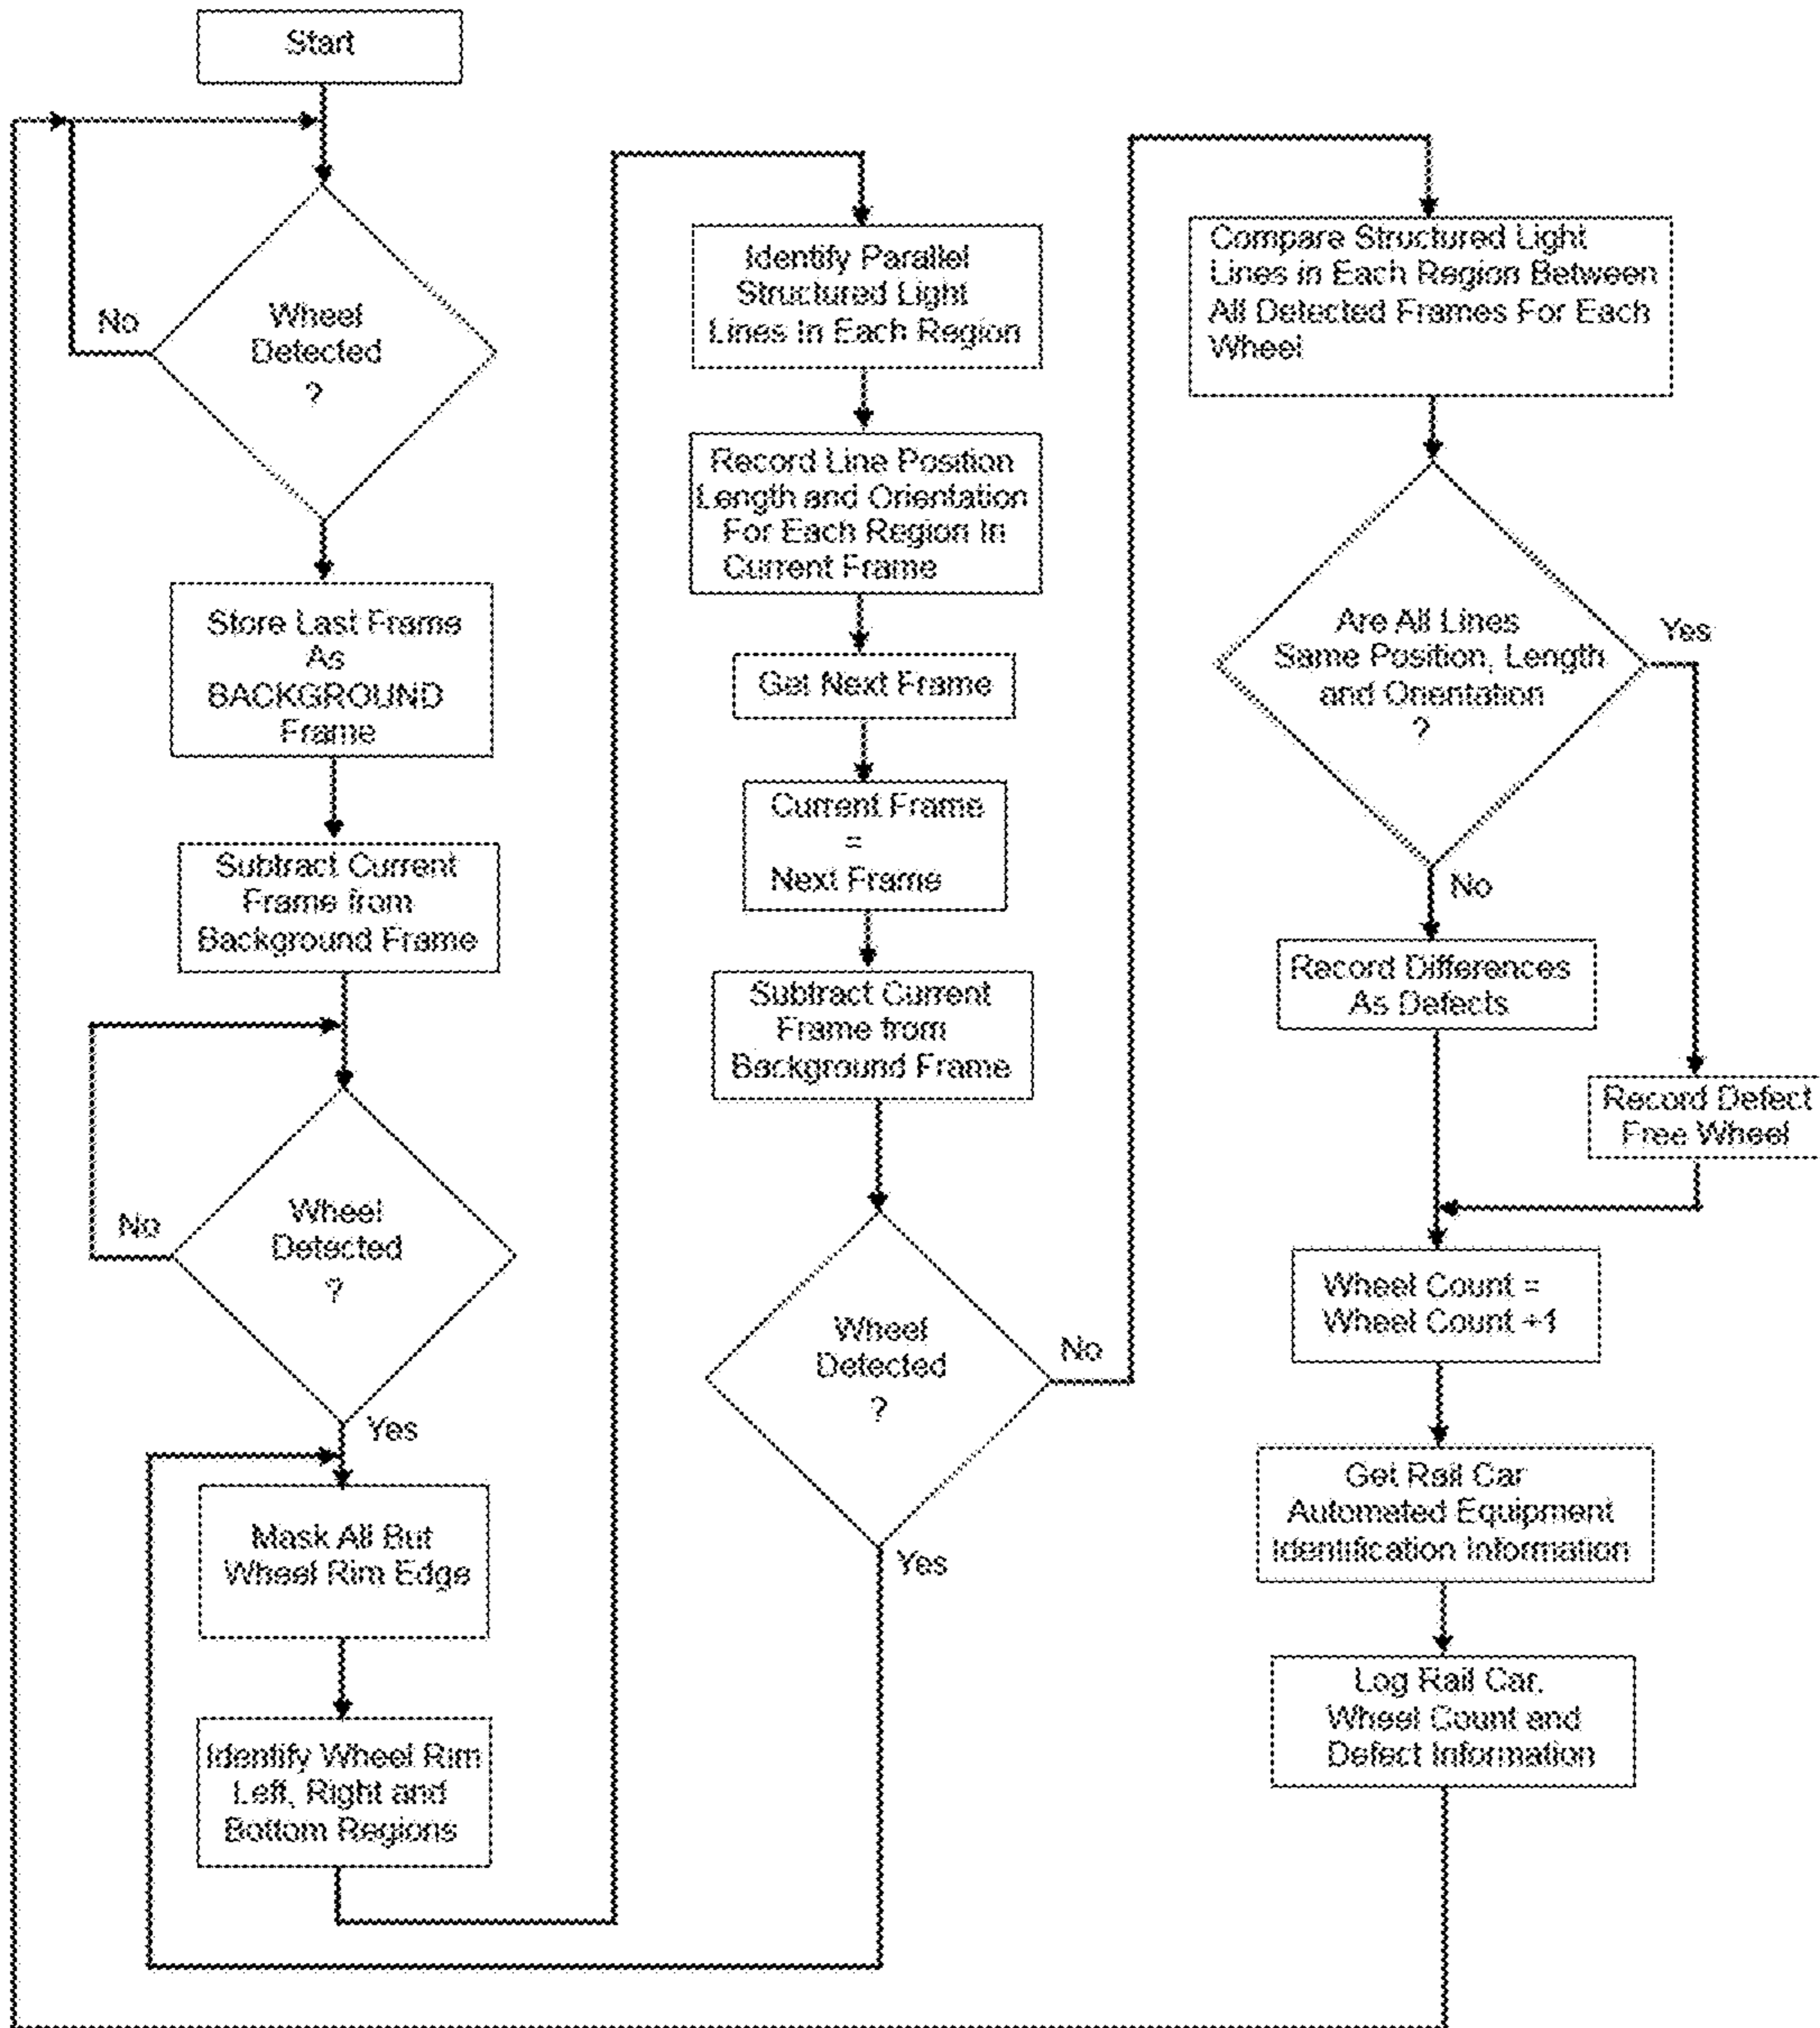 Start
No
Wheel
Detected
?
Store Last Frame
As
BACKGROUND
Frame
Subtract Current
Frame from
Background Frame
No
Wheel
Detected
?
Yes
Mask All But
Wheel Rim Edge
Identify Wheel Rim
Left, Right and
Bottom Regions
Identify Parallel
Structured Light
Lines In Each Region
Record Line Position
Length and Orientation
For Each Region In
Current Frame
Get Next Frame
Current Frame
=
Next Frame
Subtract Current
Frame from
Background Frame
Wheel
Detected
?
No
Yes
Compare Structured Light
Lines in Each Region Between
All Detected Frames For Each
Wheel
Are All Lines
Same Position, Length
and Orientation
?
Yes
No
Record Differences
As Defects
Record Defect
Free Wheel
Wheel Count =
Wheel Count +1
Get Rail Car
Automated Equipment
Identification Information
Log Rail Car,
Wheel Count and
Defect Information